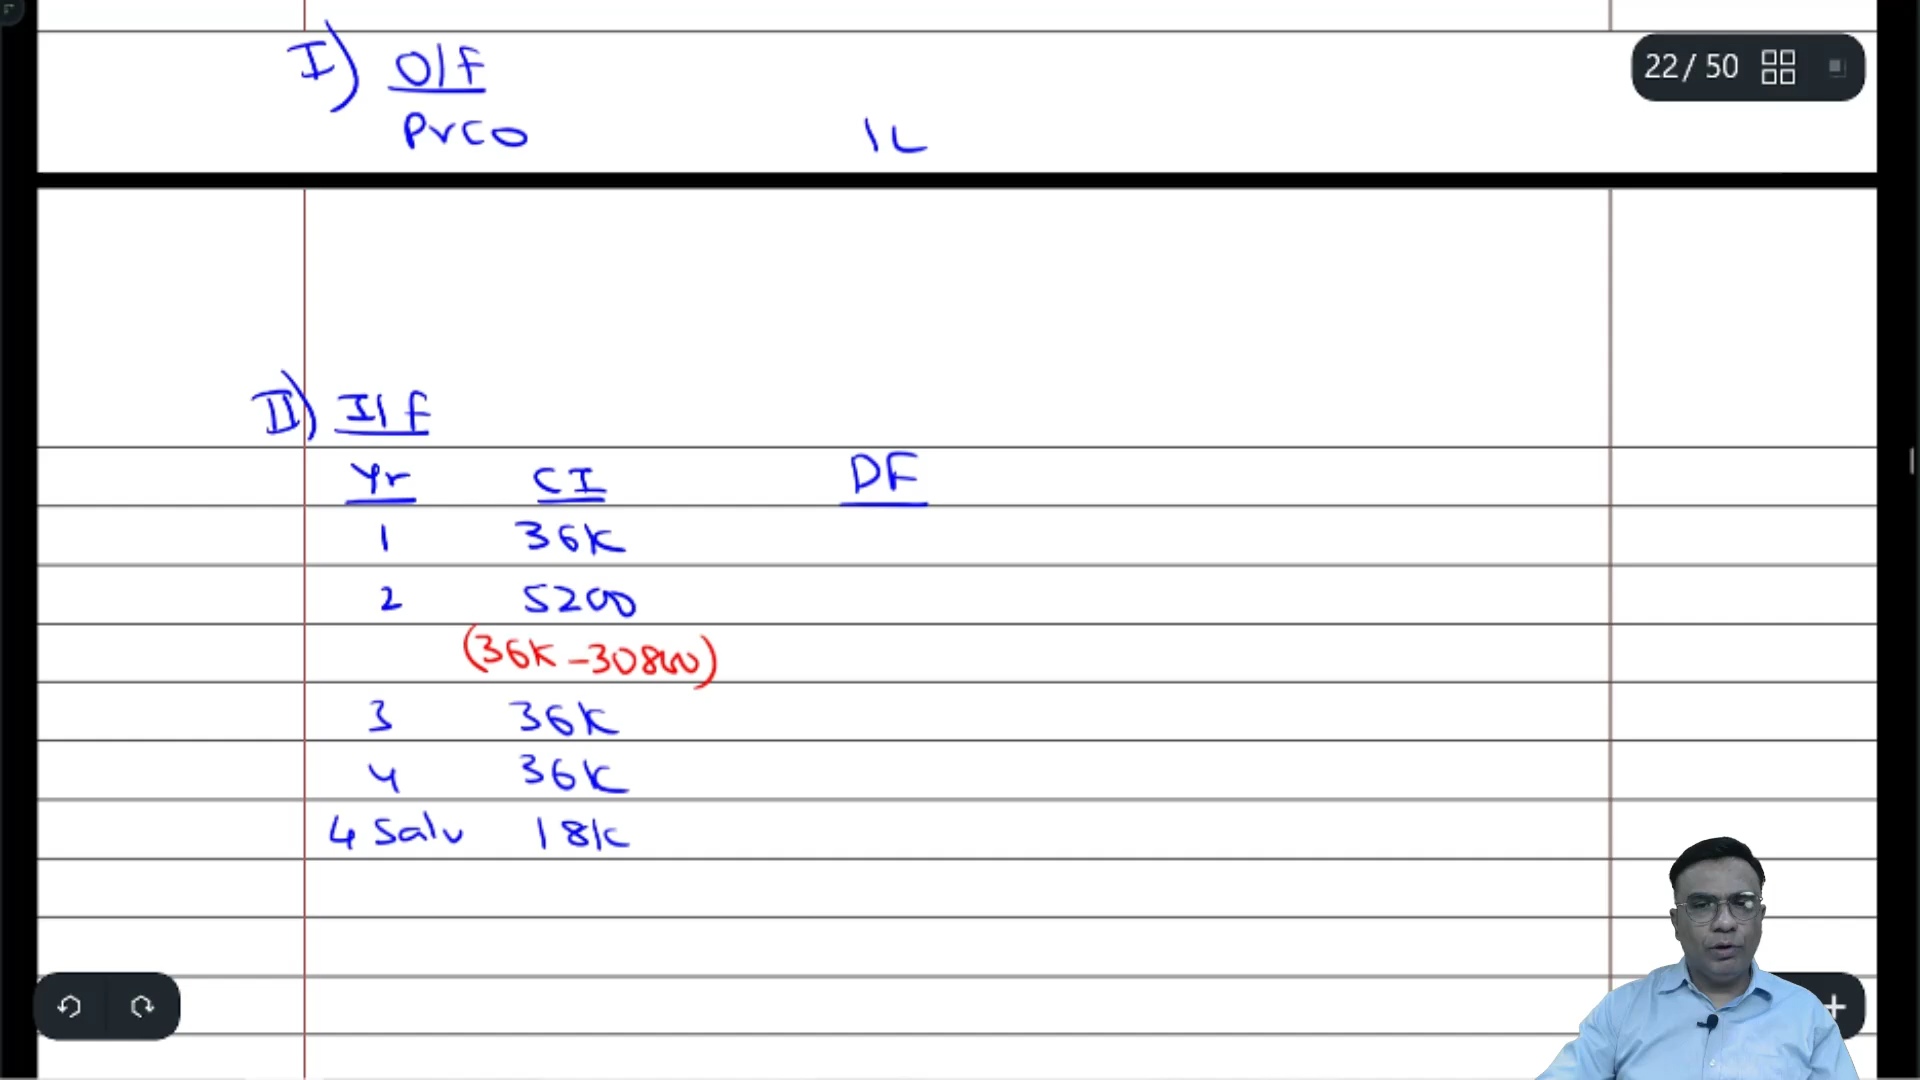 I) O/F
22/ 50
PVCO 1L
II) I/F
Yr CI DF
1 36K
2 5200
(36K - 30800)
3 36K
4 36K
4 Salv 18K